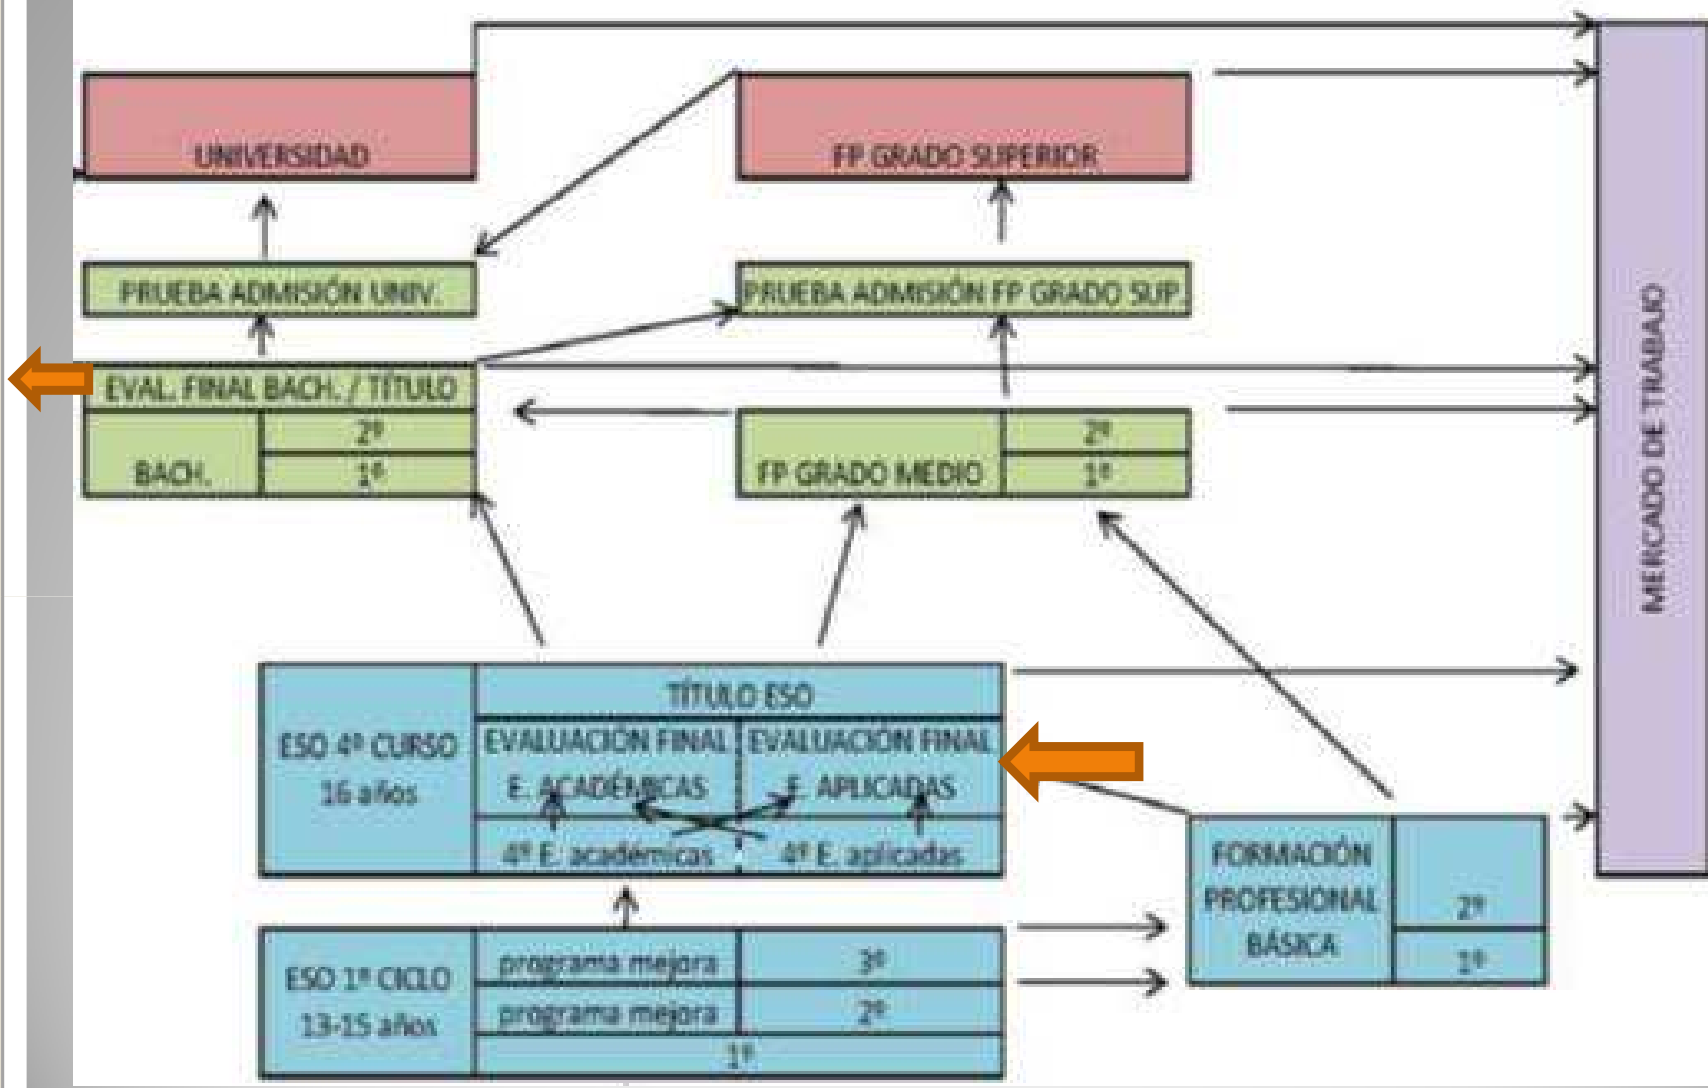 UNIVERSIDAD
FP GRADO SUPERIOR
PRUEBA ADMISIÓN UNIV.
PRUEBA ADMISIÓN FP GRADO SUP.
EVAL. FINAL BACH. / TÍTULO
BACH.
2º
1º
FP GRADO MEDIO
2º
1º
MERCADO DE TRABAJO
ESO 4º CURSO
16 años
TÍTULO ESO
EVALUACIÓN FINAL
E. ACADÉMICAS
EVALUACIÓN FINAL
E. APLICADAS
4º E. académicas
4º E. aplicadas
FORMACIÓN
PROFESIONAL
BÁSICA
2º
1º
ESO 1º CICLO
13-15 años
programa mejora
3º
programa mejora
2º
1º